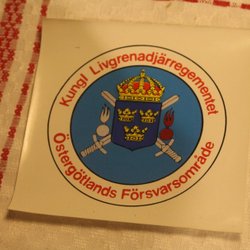 Kungl Livgrenadjärregementet
Östergötlands Försvarsområde